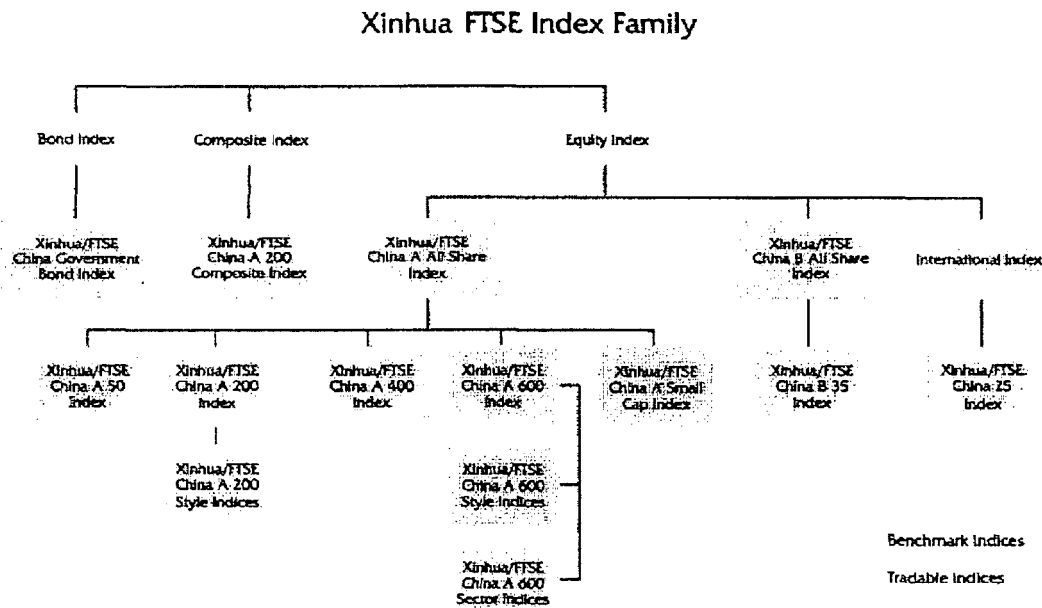 Xinhua FTSE Index Family
Bond Index
Composite Index
Equity Index
Xinhua/FTSE
China Government
Bond Index
Xinhua/FTSE
China A 200
Composite Index
Xinhua/FTSE
China A All Share
Index
Xinhua/FTSE
China B All Share
Index
International Index
Xinhua/FTSE
China A 50
Index
Xinhua/FTSE
China A 200
Index
Xinhua/FTSE
China A 400
Index
Xinhua/FTSE
China A 600
Index
Xinhua/FTSE
China A Small
Cap Index
Xinhua/FTSE
China B 35
Index
Xinhua/FTSE
China 25
Index
Xinhua/FTSE
China A 200
Style Indices
Xinhua/FTSE
China A 600
Style Indices
Xinhua/FTSE
China A 600
Sector Indices
Benchmark Indices
Tradable Indices